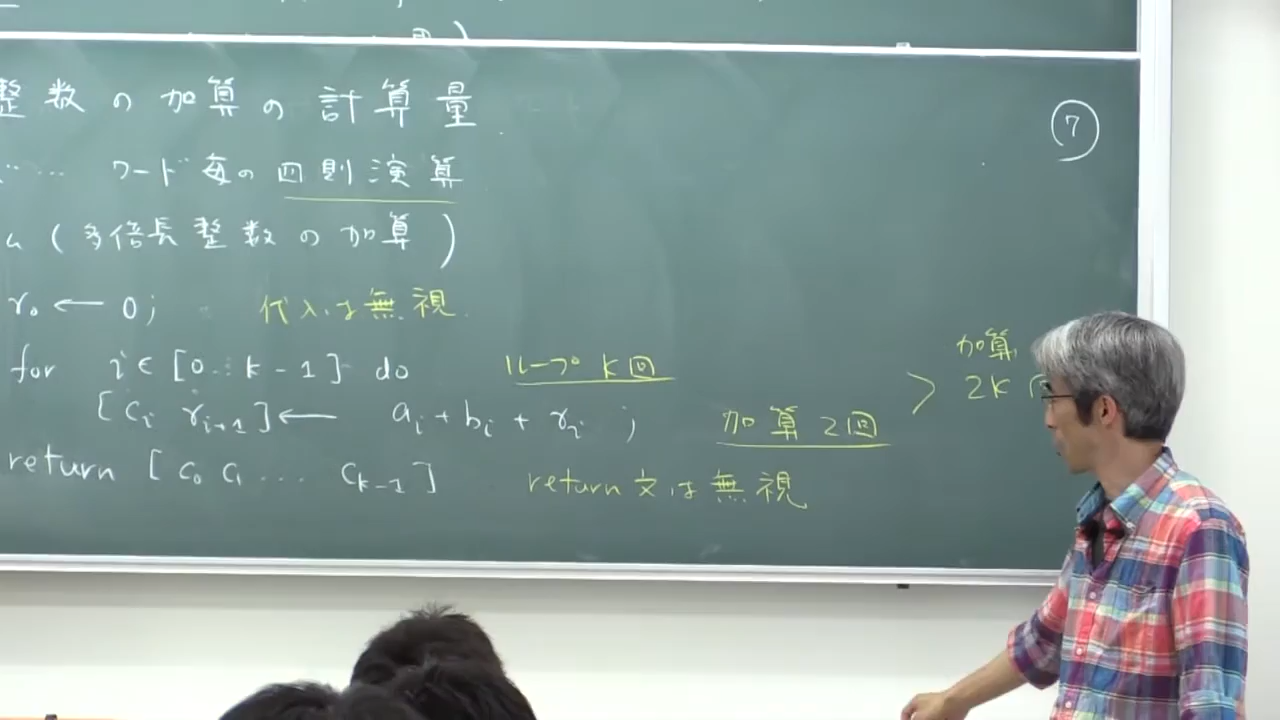 整数の加算の計算量
⑦
…… ワード毎の四則演算
(多倍長整数の加算)
r₀ ← 0; 代入は無視.
for i ∈ [0...k-1] do ループ k回
[cᵢ rᵢ₊₁] ← aᵢ + bᵢ + rᵢ ; 加算 2回
> 加算 2k
return [c₀ c₁ ... cₖ₋₁] return文は無視